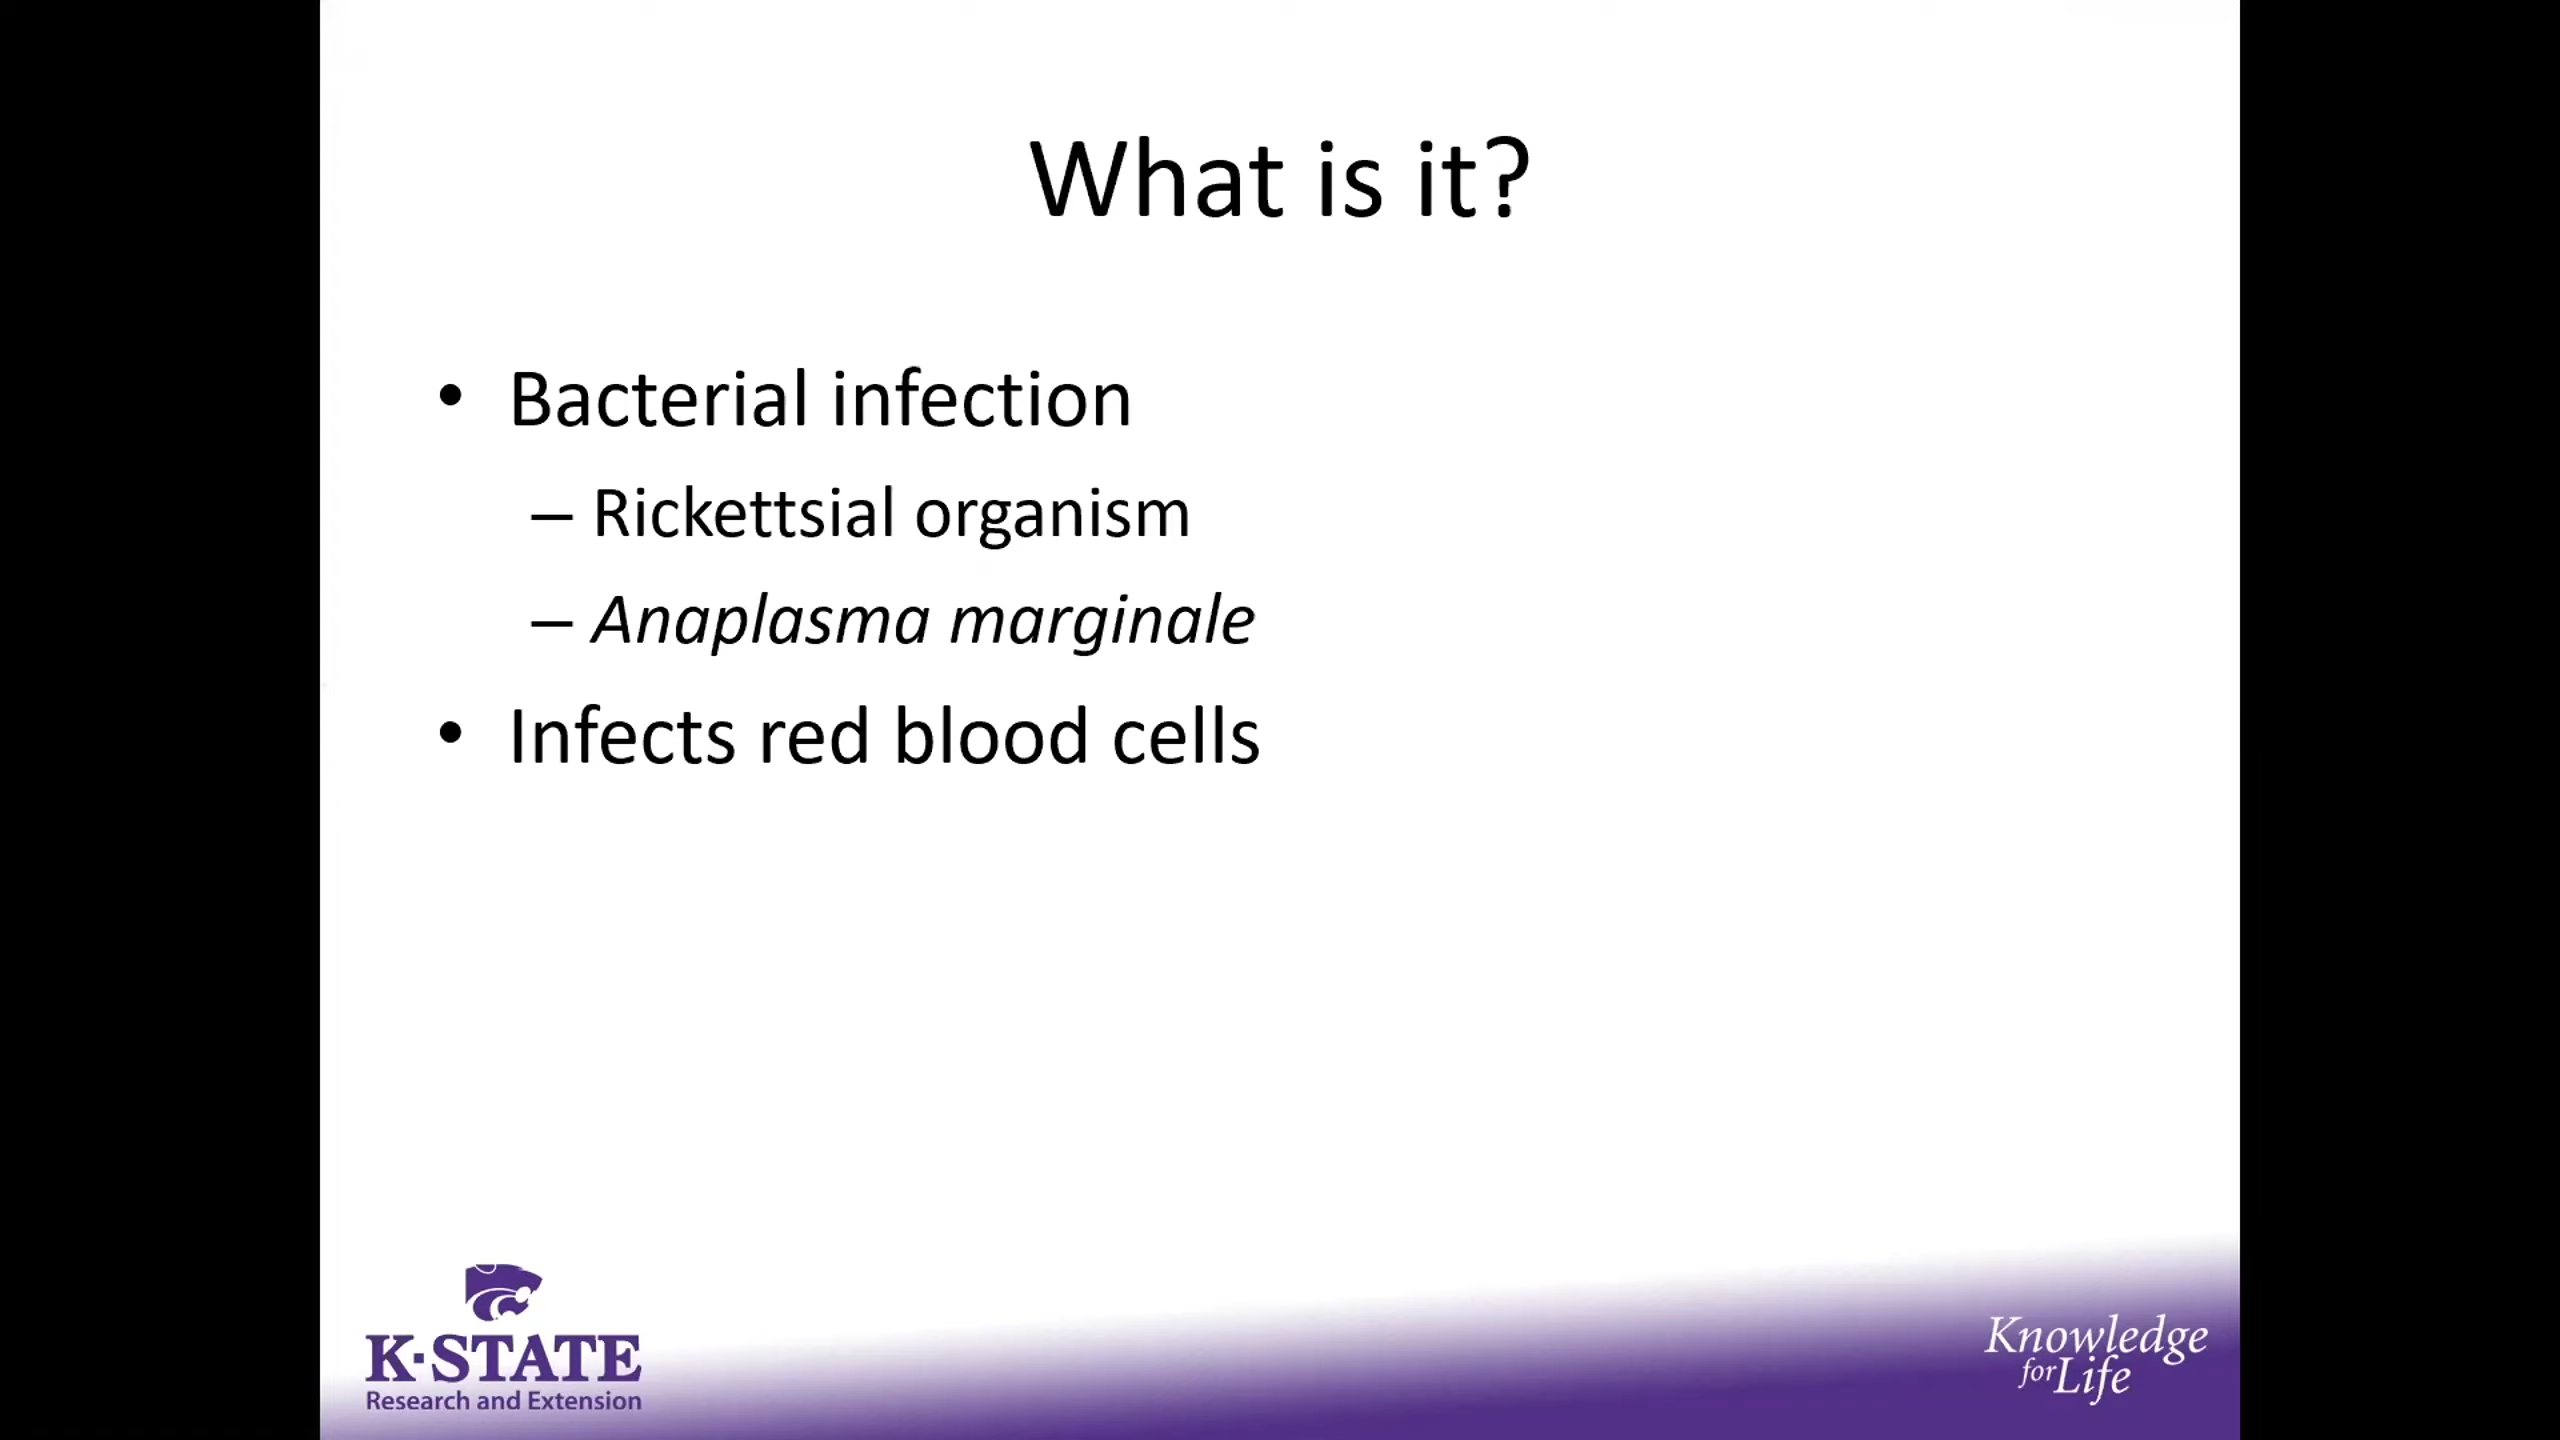 What is it?
• Bacterial infection
– Rickettsial organism
– Anaplasma marginale
• Infects red blood cells
K-STATE
Research and Extension
Knowledge
for Life